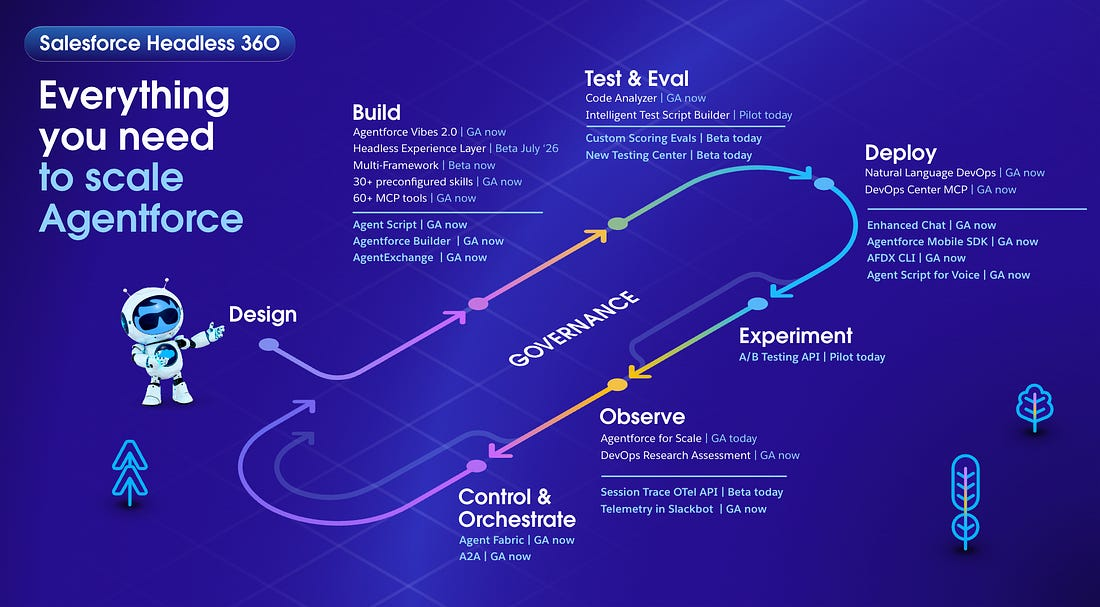 Salesforce Headless 360
Everything
you need
to scale
Agentforce
Build
Agentforce Vibes 2.0 | GA now
Headless Experience Layer | Beta July ‘26
Multi-Framework | Beta now
30+ preconfigured skills | GA now
60+ MCP tools | GA now
Agent Script | GA now
Agentforce Builder | GA now
AgentExchange | GA now
Test & Eval
Code Analyzer | GA now
Intelligent Test Script Builder | Pilot today
Custom Scoring Evals | Beta today
New Testing Center | Beta today
Deploy
Natural Language DevOps | GA now
DevOps Center MCP | GA now
Enhanced Chat | GA now
Agentforce Mobile SDK | GA now
AFDX CLI | GA now
Agent Script for Voice | GA now
Design
GOVERNANCE
Experiment
A/B Testing API | Pilot today
Observe
Agentforce for Scale | GA today
DevOps Research Assessment | GA now
Session Trace OTel API | Beta today
Telemetry in Slackbot | GA now
Control &
Orchestrate
Agent Fabric | GA now
A2A | GA now